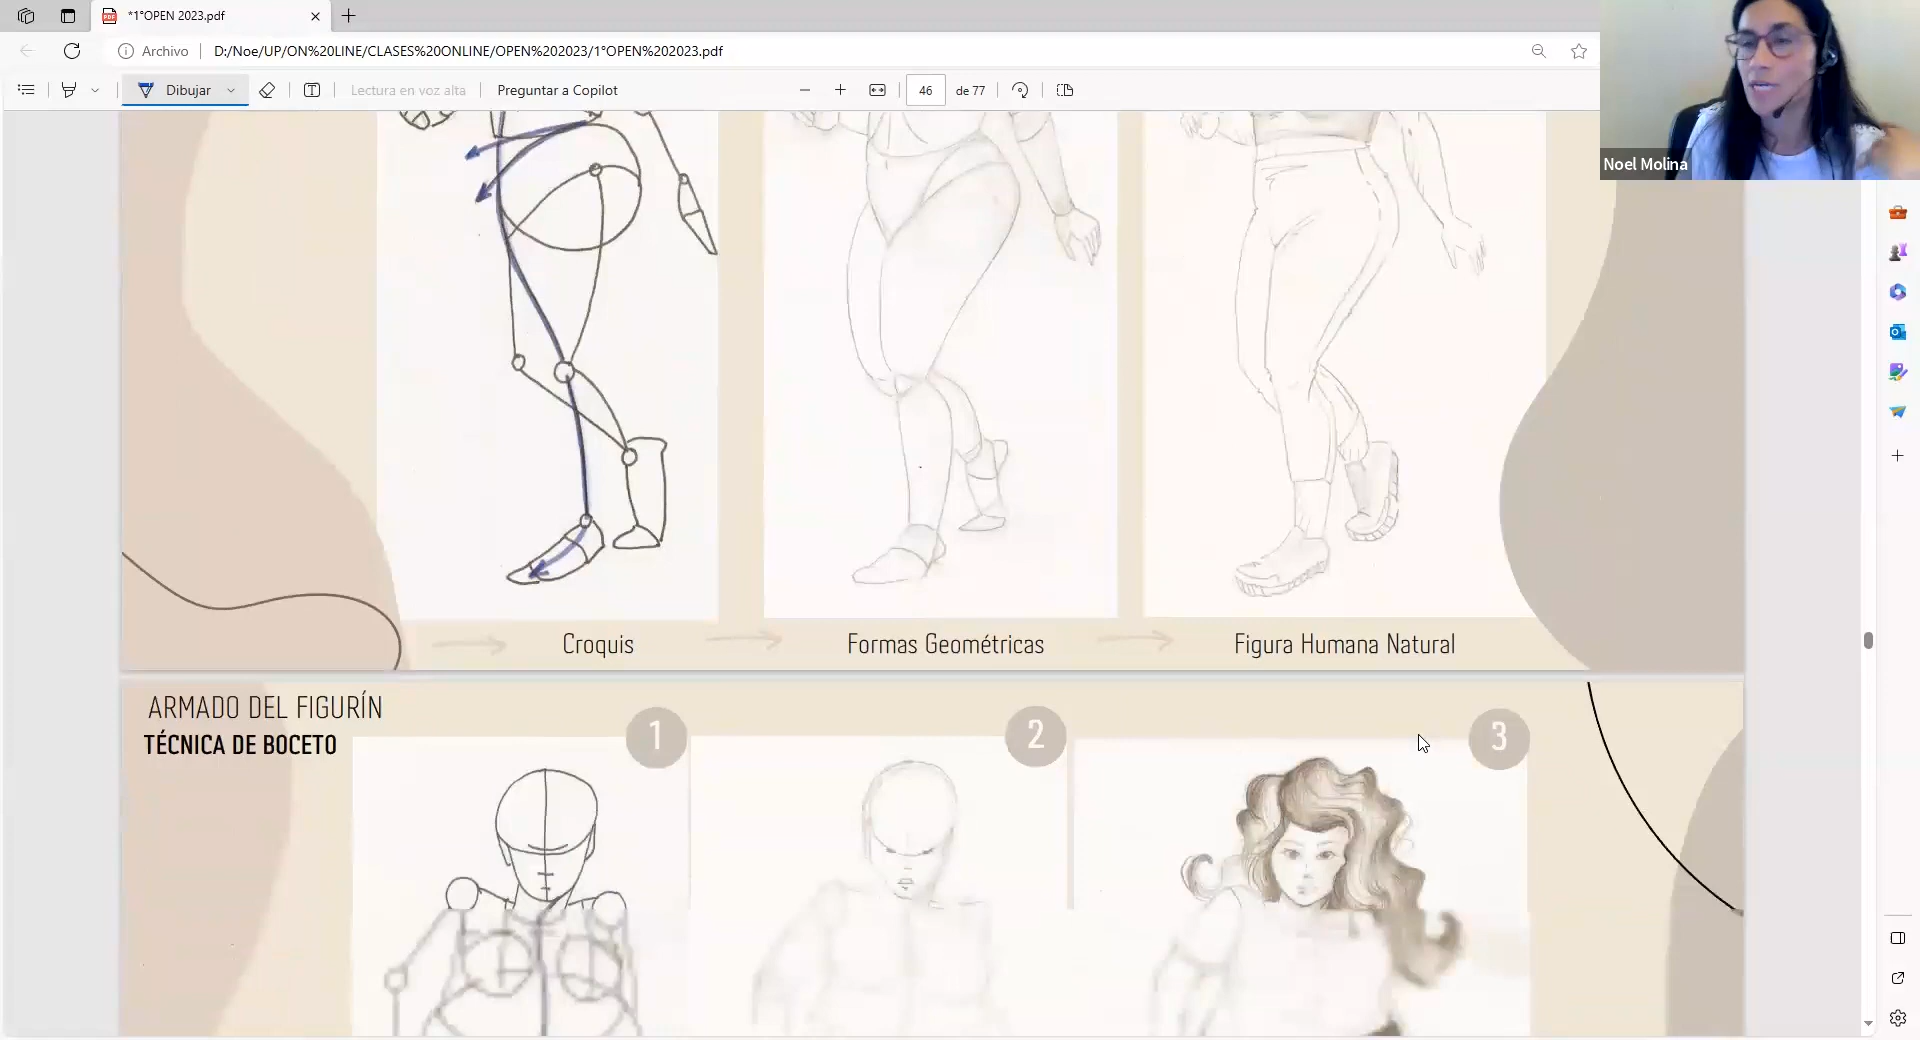 *1°OPEN 2023.pdf
Archivo
D:/Noe/UP/ON%20LINE/CLASES%20ONLINE/OPEN%202023/1°OPEN%202023.pdf
Dibujar
Lectura en voz alta
Preguntar a Copilot
46
de 77
Noel Molina
Croquis
Formas Geométricas
Figura Humana Natural
ARMADO DEL FIGURÍN
TÉCNICA DE BOCETO
1
2
3